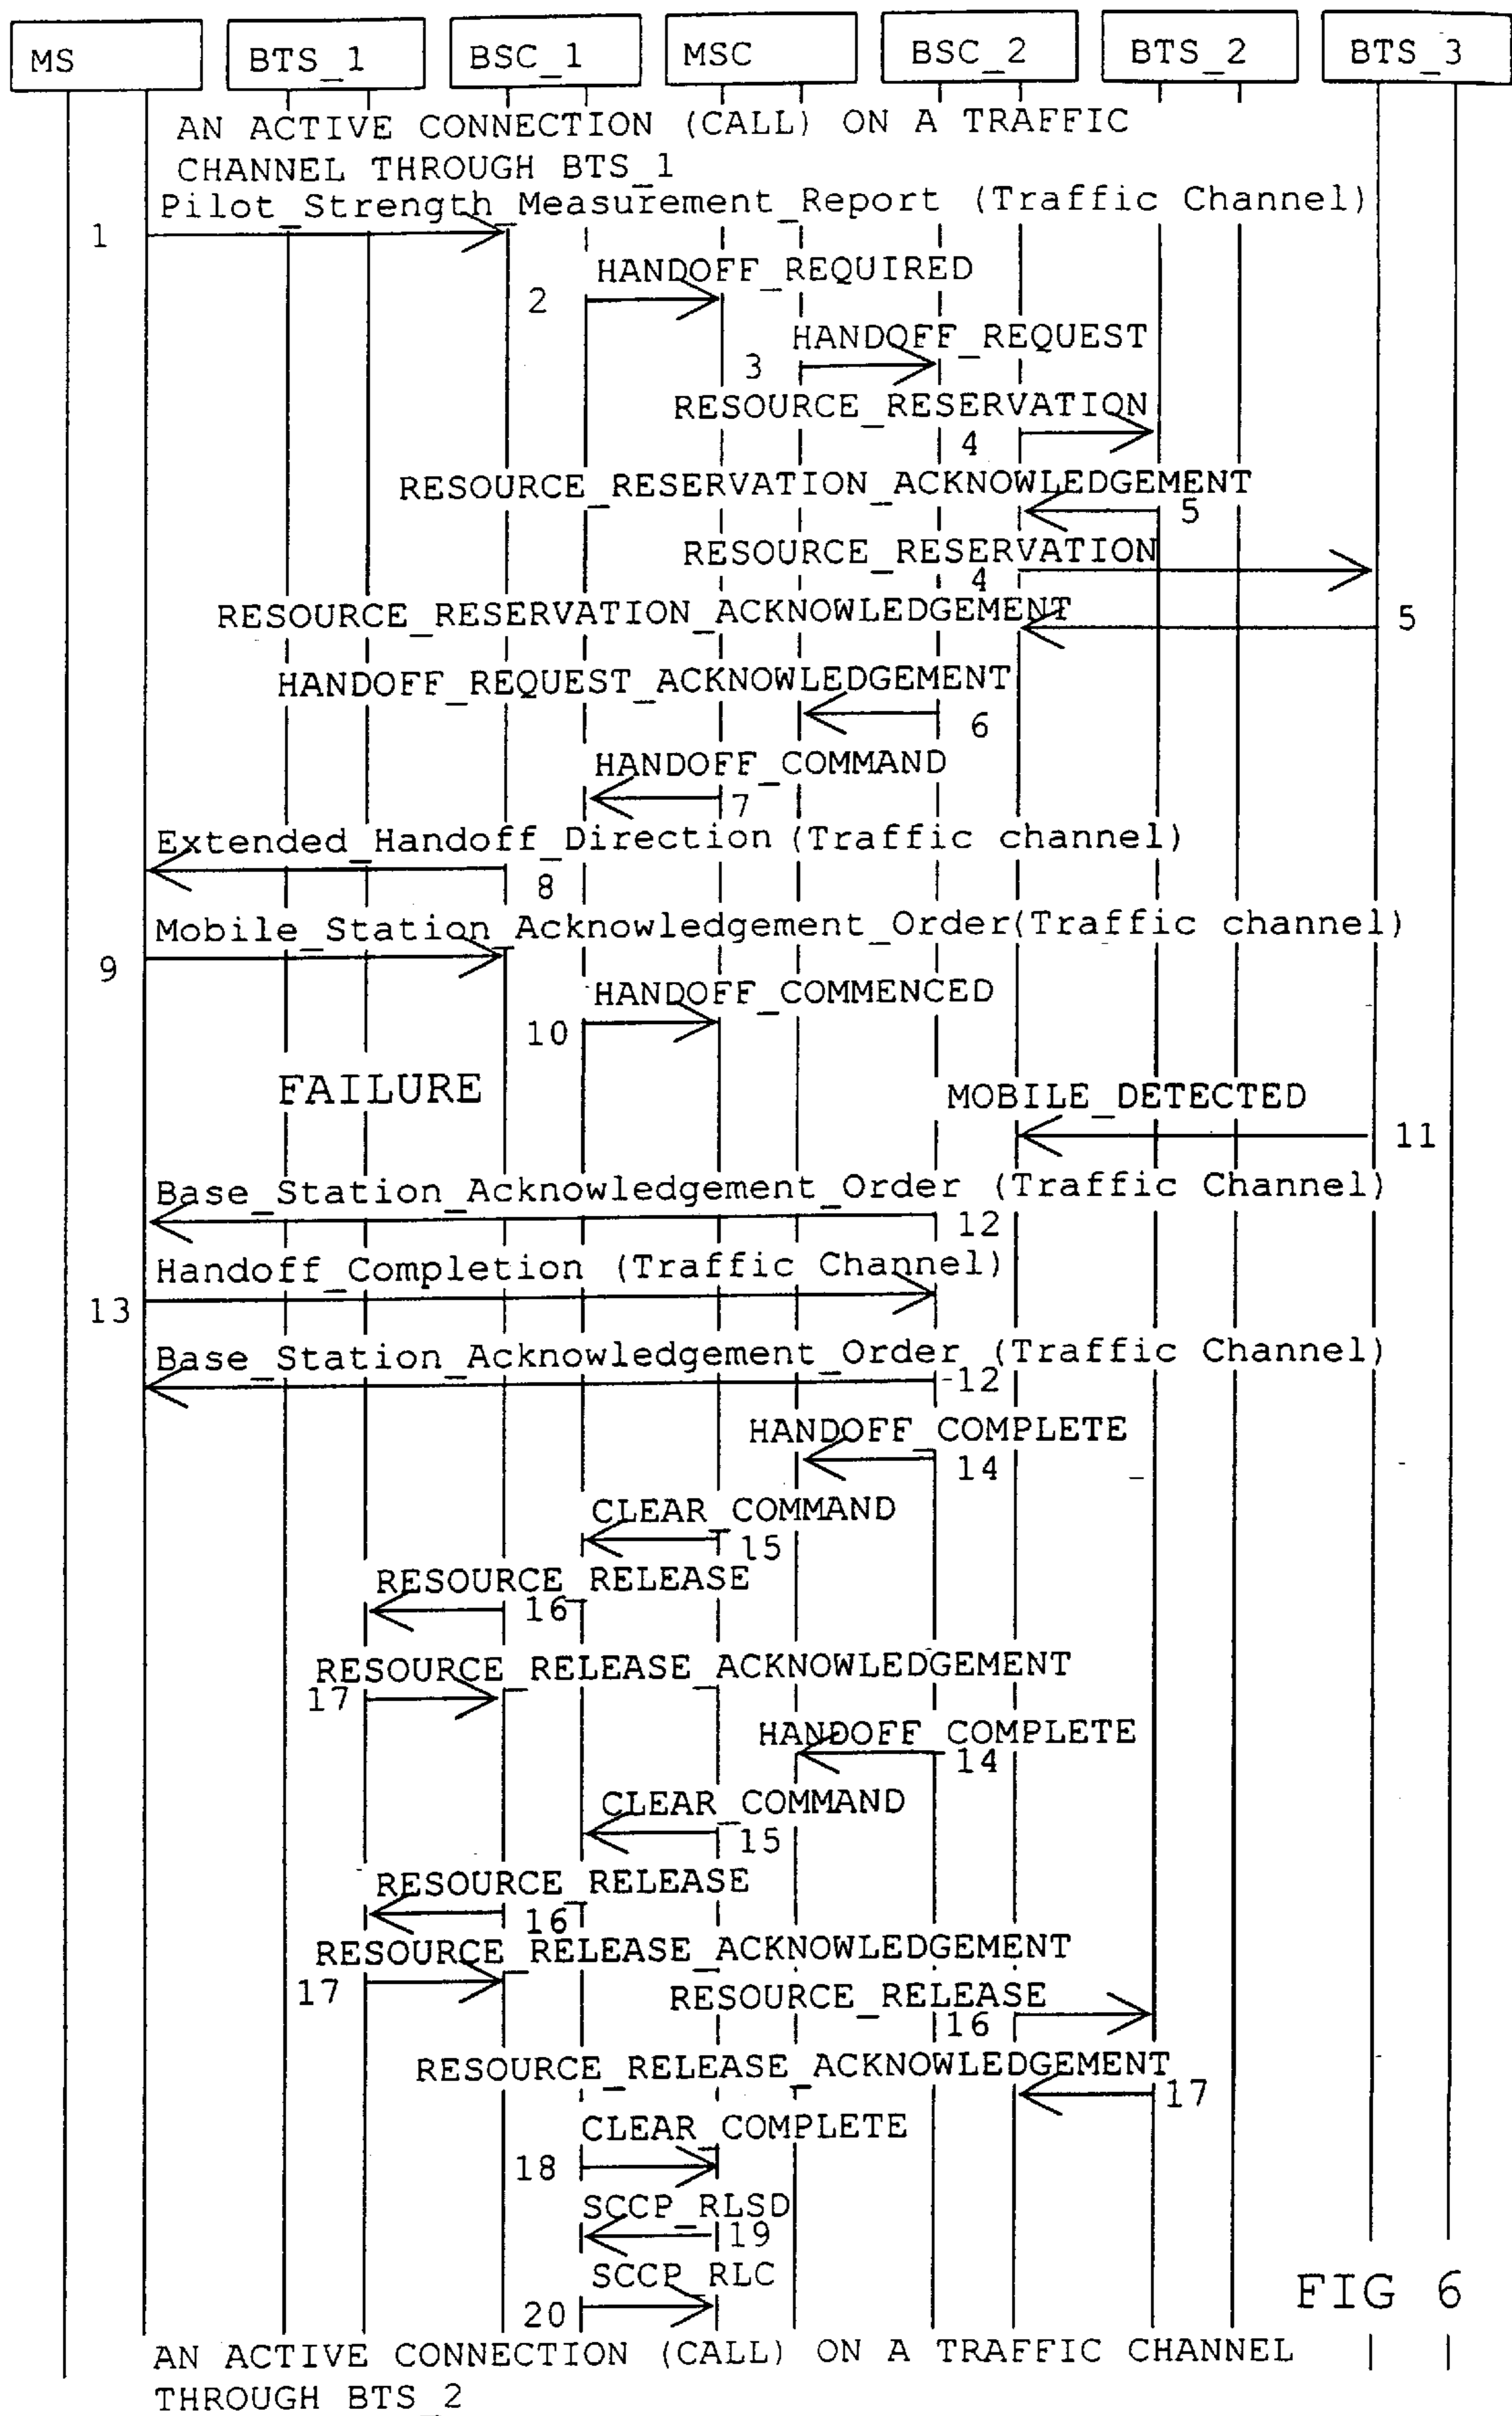 MS BTS_1 BSC_1 MSC BSC_2 BTS_2 BTS_3
AN ACTIVE CONNECTION (CALL) ON A TRAFFIC
CHANNEL THROUGH BTS_1
Pilot_Strength_Measurement_Report (Traffic Channel)
1
HANDOFF_REQUIRED
2
HANDOFF_REQUEST
3
RESOURCE_RESERVATION
4
RESOURCE_RESERVATION_ACKNOWLEDGEMENT
5
RESOURCE_RESERVATION
4
RESOURCE_RESERVATION_ACKNOWLEDGEMENT
5
HANDOFF_REQUEST_ACKNOWLEDGEMENT
6
HANDOFF_COMMAND
7
Extended_Handoff_Direction (Traffic channel)
8
Mobile_Station_Acknowledgement_Order(Traffic channel)
9
HANDOFF_COMMENCED
10
FAILURE
MOBILE_DETECTED
11
Base_Station_Acknowledgement_Order (Traffic Channel)
12
Handoff_Completion (Traffic Channel)
13
Base_Station_Acknowledgement_Order (Traffic Channel)
12
HANDOFF_COMPLETE
14
CLEAR_COMMAND
15
RESOURCE_RELEASE
16
RESOURCE_RELEASE_ACKNOWLEDGEMENT
17
HANDOFF_COMPLETE
14
CLEAR_COMMAND
15
RESOURCE_RELEASE
16
RESOURCE_RELEASE_ACKNOWLEDGEMENT
17
RESOURCE_RELEASE
16
RESOURCE_RELEASE_ACKNOWLEDGEMENT
17
CLEAR_COMPLETE
18
SCCP_RLSD
19
SCCP_RLC
20
FIG 6
AN ACTIVE CONNECTION (CALL) ON A TRAFFIC CHANNEL
THROUGH BTS_2